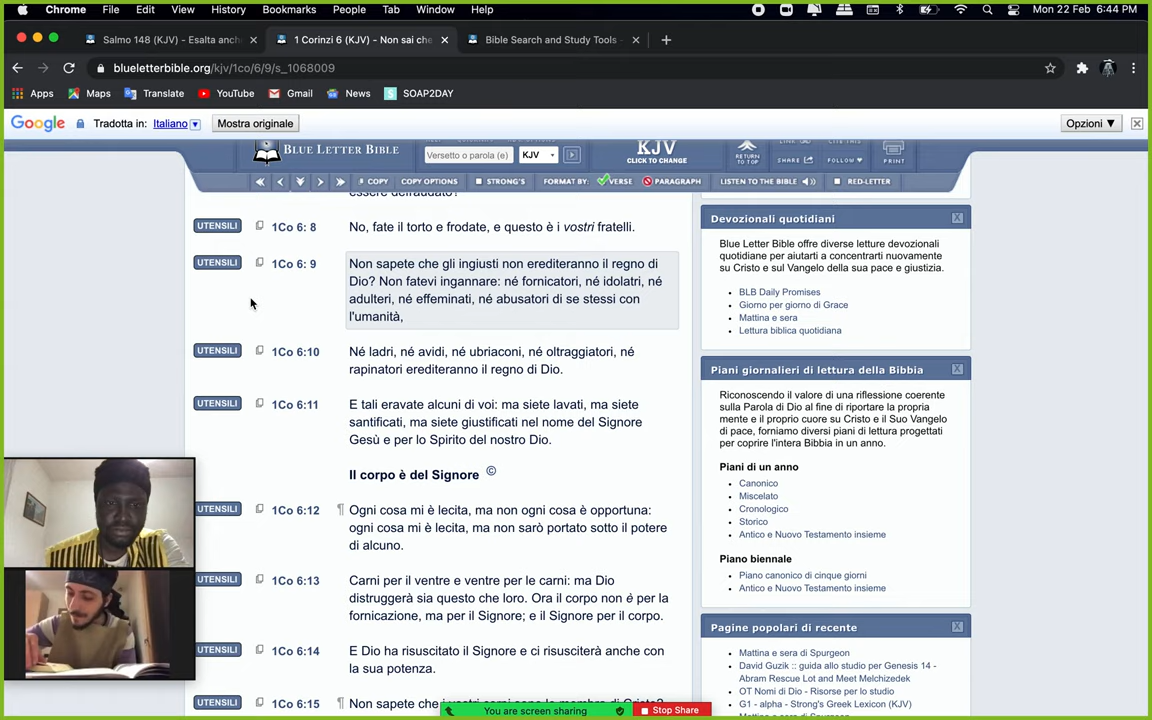 Chrome File Edit View History Bookmarks People Tab Window Help Mon 22 Feb 6:44 PM
Salmo 148 (KJV) - Esalta anch 1 Corinzi 6 (KJV) - Non sai che Bible Search and Study Tools -
blueletterbible.org/kjv/1co/6/9/s_1068009
Apps Maps Translate YouTube Gmail News SOAP2DAY
Google Tradotta in: Italiano Mostra originale Opzioni ▼
BLUE LETTER BIBLE Versetto o parola (e) KJV KJV CLICK TO CHANGE RETURN TO TOP SHARE FOLLOW PRINT
COPY COPY OPTIONS STRONG'S FORMAT BY: VERSE PARAGRAPH LISTEN TO THE BIBLE RED-LETTER
essere defraudato?
UTENSILI 1Co 6: 8 No, fate il torto e frodate, e questo è i vostri fratelli.
UTENSILI 1Co 6: 9 Non sapete che gli ingiusti non erediteranno il regno di
Dio? Non fatevi ingannare: né fornicatori, né idolatri, né
adulteri, né effeminati, né abusatori di se stessi con
l'umanità,
UTENSILI 1Co 6:10 Né ladri, né avidi, né ubriaconi, né oltraggiatori, né
rapinatori erediteranno il regno di Dio.
UTENSILI 1Co 6:11 E tali eravate alcuni di voi: ma siete lavati, ma siete
santificati, ma siete giustificati nel nome del Signore
Gesù e per lo Spirito del nostro Dio.
Il corpo è del Signore ©
UTENSILI 1Co 6:12 ¶ Ogni cosa mi è lecita, ma non ogni cosa è opportuna:
ogni cosa mi è lecita, ma non sarò portato sotto il potere
di alcuno.
UTENSILI 1Co 6:13 Carni per il ventre e ventre per le carni: ma Dio
distruggerà sia questo che loro. Ora il corpo non è per la
fornicazione, ma per il Signore; e il Signore per il corpo.
UTENSILI 1Co 6:14 E Dio ha risuscitato il Signore e ci risusciterà anche con
la sua potenza.
UTENSILI 1Co 6:15 ¶ Non sapete che
Devozionali quotidiani
Blue Letter Bible offre diverse letture devozionali
quotidiane per aiutarti a concentrarti nuovamente
su Cristo e sul Vangelo della sua pace e giustizia.
BLB Daily Promises
Giorno per giorno di Grace
Mattina e sera
Lettura biblica quotidiana
Piani giornalieri di lettura della Bibbia
Riconoscendo il valore di una riflessione coerente
sulla Parola di Dio al fine di riportare la propria
mente e il proprio cuore su Cristo e il Suo Vangelo
di pace, forniamo diversi piani di lettura progettati
per coprire l'intera Bibbia in un anno.
Piani di un anno
Canonico
Miscelato
Cronologico
Storico
Antico e Nuovo Testamento insieme
Piano biennale
Piano canonico di cinque giorni
Antico e Nuovo Testamento insieme
Pagine popolari di recente
Mattina e sera di Spurgeon
David Guzik :: guida allo studio per Genesis 14 -
Abram Rescue Lot and Meet Melchizedek
OT Nomi di Dio - Risorse per lo studio
G1 - alpha - Strong's Greek Lexicon (KJV)
You are screen sharing Stop Share